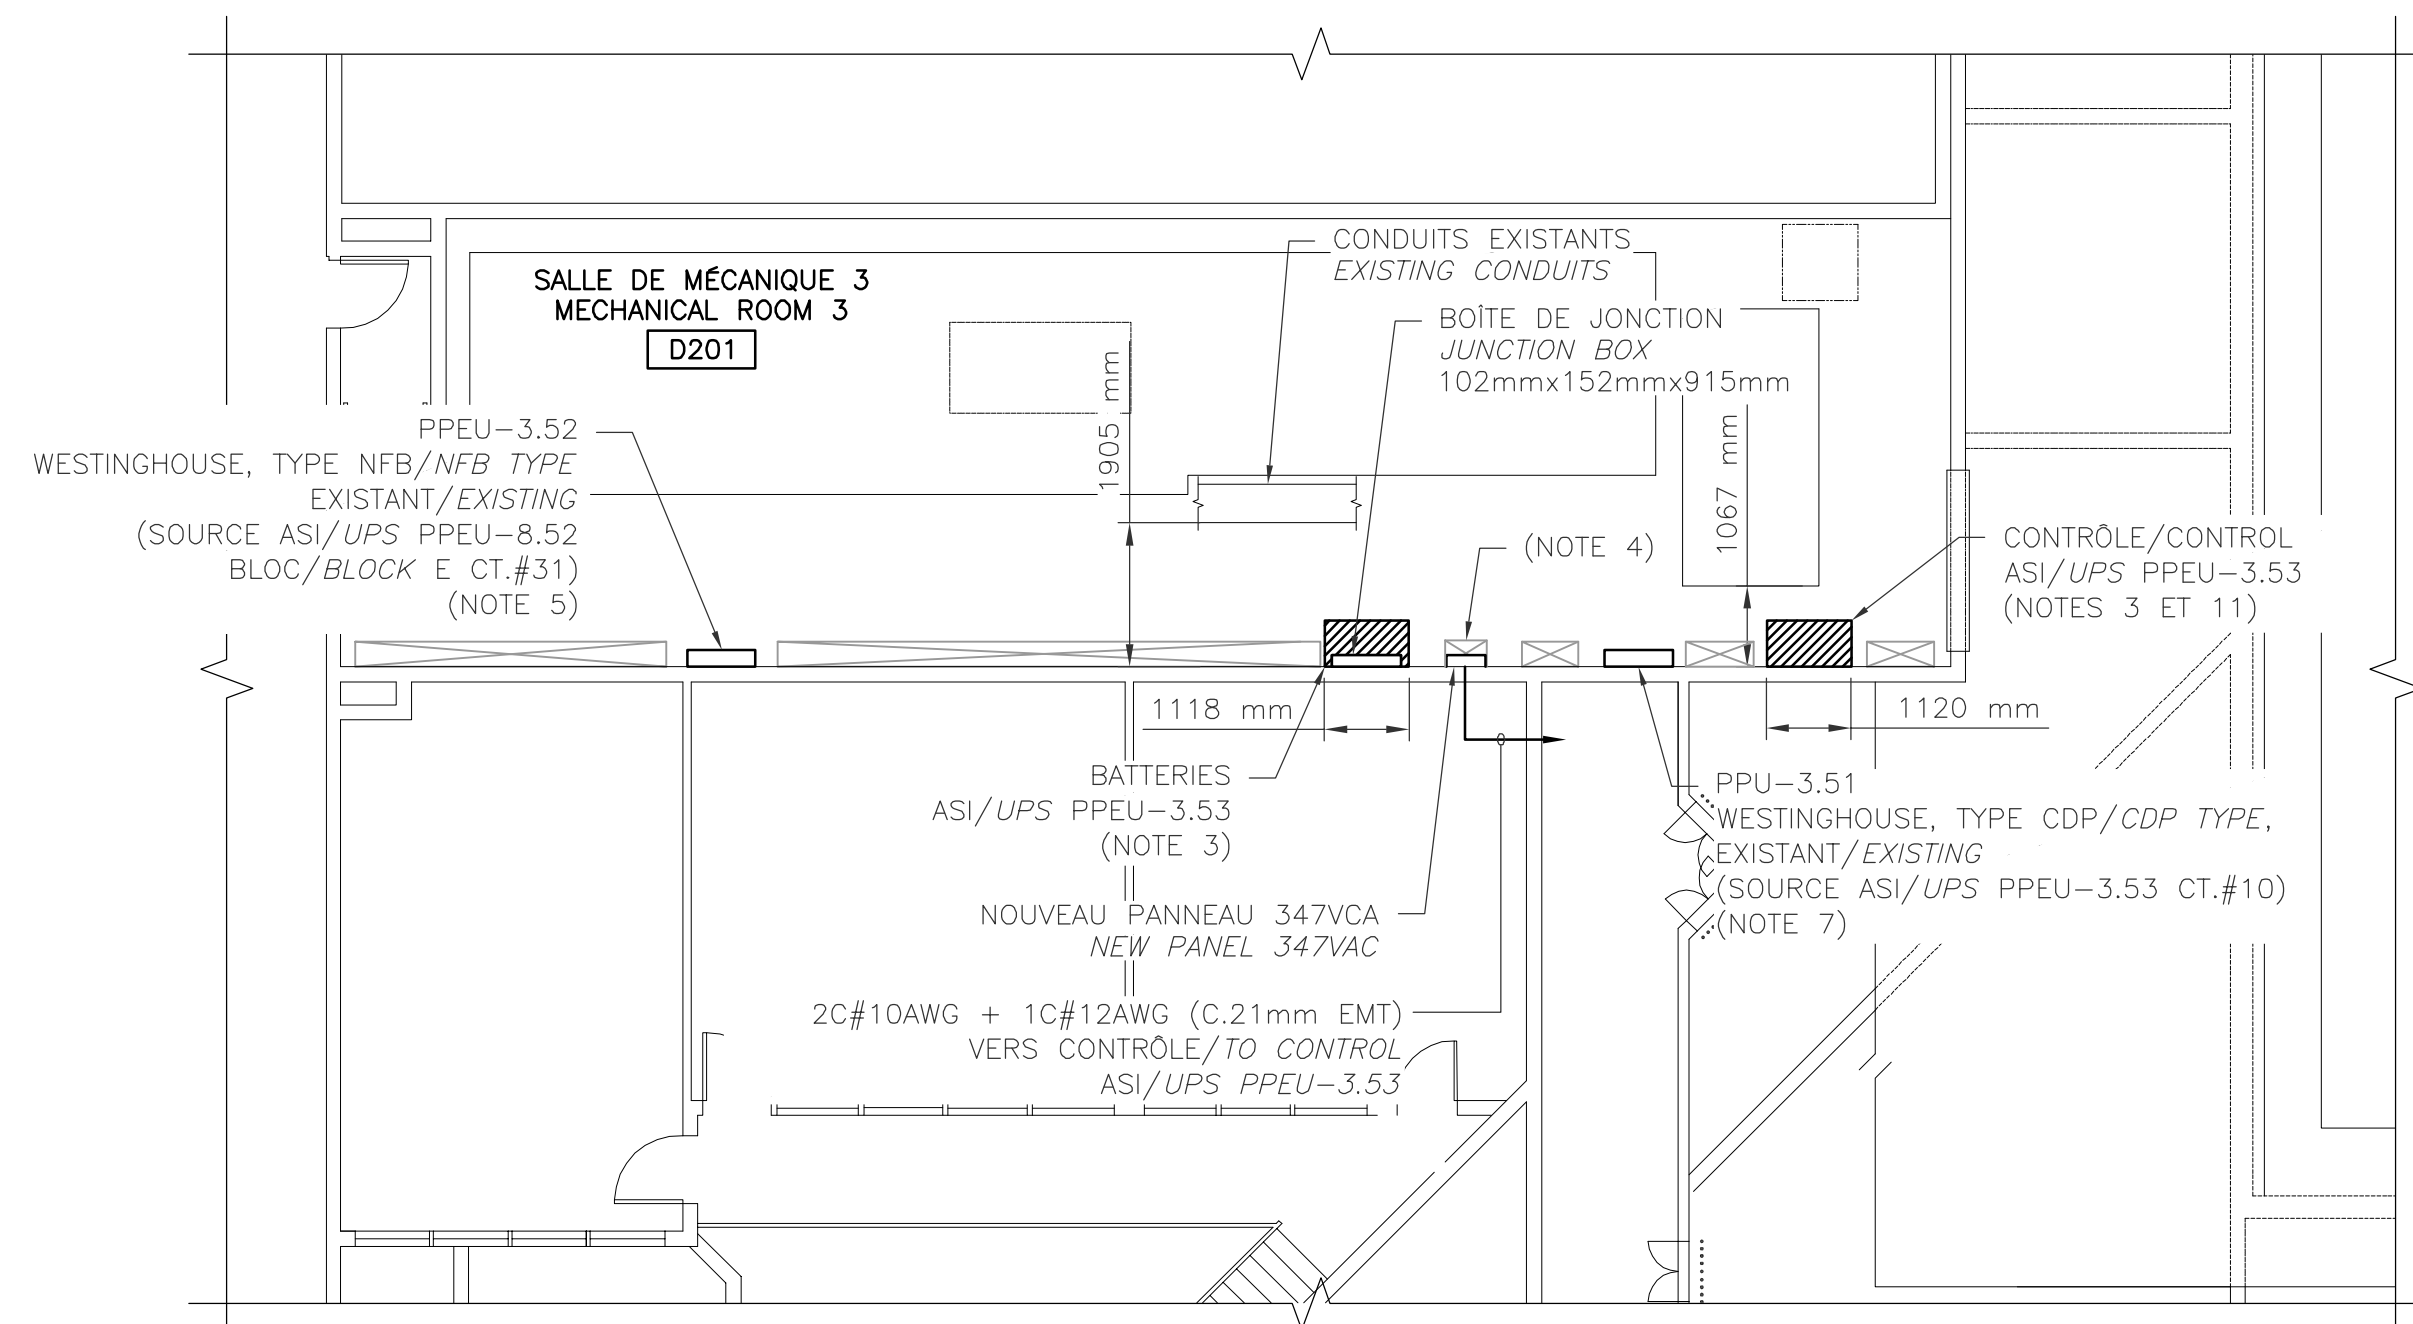 CONDUITS EXISTANTS
EXISTING CONDUITS
SALLE DE MÉCANIQUE 3
MECHANICAL ROOM 3
D201
BOÎTE DE JONCTION
JUNCTION BOX
102mmx152mmx915mm
1905 mm
1067 mm
PPEU-3.52
WESTINGHOUSE, TYPE NFB/NFB TYPE
EXISTANT/EXISTING
(SOURCE ASI/UPS PPEU-8.52
BLOC/BLOCK E CT.#31)
(NOTE 5)
(NOTE 4)
CONTRÔLE/CONTROL
ASI/UPS PPEU-3.53
(NOTES 3 ET 11)
1118 mm
1120 mm
BATTERIES
ASI/UPS PPEU-3.53
(NOTE 3)
PPU-3.51
WESTINGHOUSE, TYPE CDP/CDP TYPE,
EXISTANT/EXISTING
(SOURCE ASI/UPS PPEU-3.53 CT.#10)
(NOTE 7)
NOUVEAU PANNEAU 347VCA
NEW PANEL 347VAC
2C#10AWG + 1C#12AWG (C.21mm EMT)
VERS CONTRÔLE/TO CONTROL
ASI/UPS PPEU-3.53